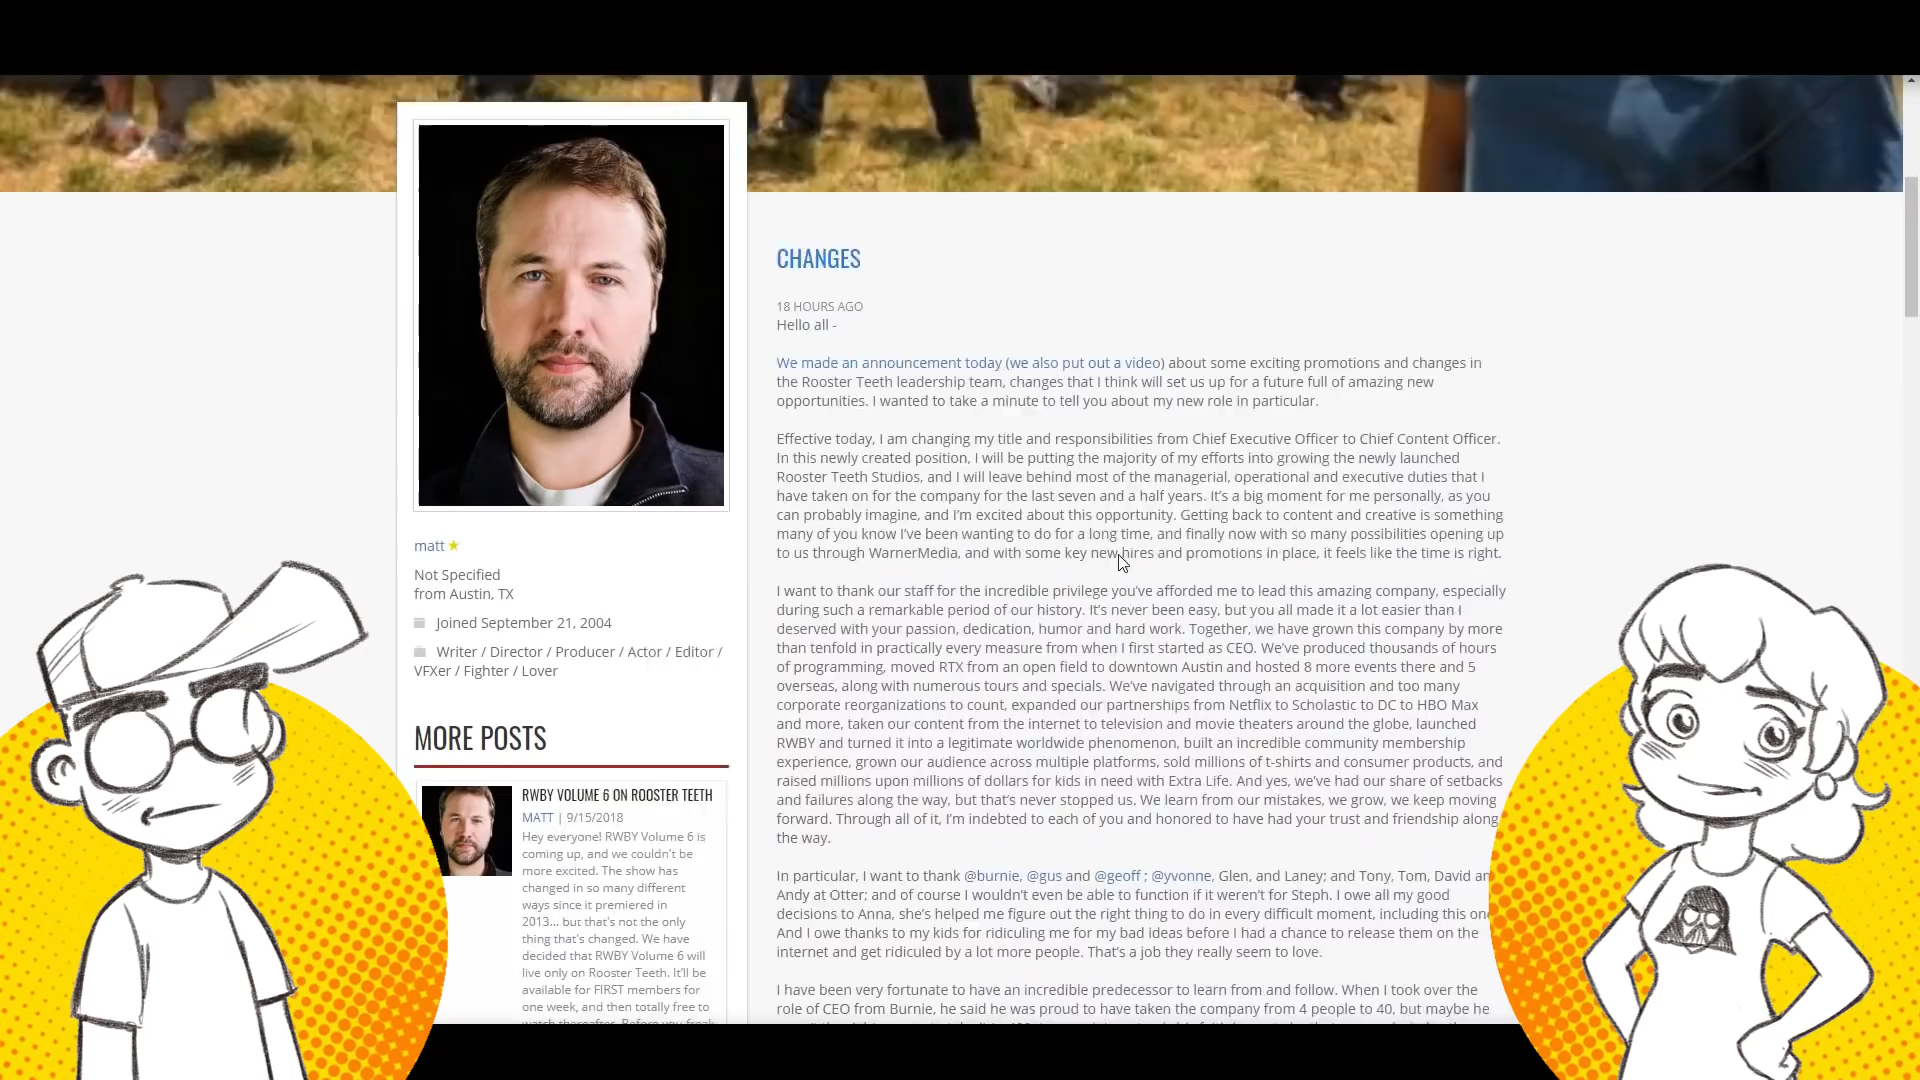 matt
Not Specified
from Austin, TX
Joined September 21, 2004
Writer / Director / Producer / Actor / Editor /
VFXer / Fighter / Lover
MORE POSTS
RWBY VOLUME 6 ON ROOSTER TEETH
MATT | 9/15/2018
Hey everyone! RWBY Volume 6 is
coming up, and we couldn't be
more excited. The show has
changed in so many different
ways since it premiered in
2013... but that's not the only
thing that's changed. We have
decided that RWBY Volume 6 will
live only on Rooster Teeth. It'll be
available for FIRST members for
one week, and then totally free to
CHANGES
18 HOURS AGO
Hello all -
We made an announcement today (we also put out a video) about some exciting promotions and changes in
the Rooster Teeth leadership team, changes that I think will set us up for a future full of amazing new
opportunities. I wanted to take a minute to tell you about my new role in particular.
Effective today, I am changing my title and responsibilities from Chief Executive Officer to Chief Content Officer.
In this newly created position, I will be putting the majority of my efforts into growing the newly launched
Rooster Teeth Studios, and I will leave behind most of the managerial, operational and executive duties that I
have taken on for the company for the last seven and a half years. It's a big moment for me personally, as you
can probably imagine, and I'm excited about this opportunity. Getting back to content and creative is something
many of you know I've been wanting to do for a long time, and finally now with so many possibilities opening up
to us through WarnerMedia, and with some key new hires and promotions in place, it feels like the time is right.
I want to thank our staff for the incredible privilege you've afforded me to lead this amazing company, especially
during such a remarkable period of our history. It's never been easy, but you all made it a lot easier than I
deserved with your passion, dedication, humor and hard work. Together, we have grown this company by more
than tenfold in practically every measure from when I first started as CEO. We've produced thousands of hours
of programming, moved RTX from an open field to downtown Austin and hosted 8 more events there and 5
overseas, along with numerous tours and specials. We've navigated through an acquisition and too many
corporate reorganizations to count, expanded our partnerships from Netflix to Scholastic to DC to HBO Max
and more, taken our content from the internet to television and movie theaters around the globe, launched
RWBY and turned it into a legitimate worldwide phenomenon, built an incredible community membership
experience, grown our audience across multiple platforms, sold millions of t-shirts and consumer products, and
raised millions upon millions of dollars for kids in need with Extra Life. And yes, we've had our share of setbacks
and failures along the way, but that's never stopped us. We learn from our mistakes, we grow, we keep moving
forward. Through all of it, I'm indebted to each of you and honored to have had your trust and friendship along
the way.
In particular, I want to thank @burnie, @gus and @geoff ; @yvonne, Glen, and Laney; and Tony, Tom, David
Andy at Otter; and of course I wouldn't even be able to function if it weren't for Steph. I owe all my good
decisions to Anna, she's helped me figure out the right thing to do in every difficult moment, including this
And I owe thanks to my kids for ridiculing me for my bad ideas before I had a chance to release them on the
internet and get ridiculed by a lot more people. That's a job they really seem to love.
I have been very fortunate to have an incredible predecessor to learn from and follow. When I took over the
role of CEO from Burnie, he said he was proud to have taken the company from 4 people to 40, but maybe he